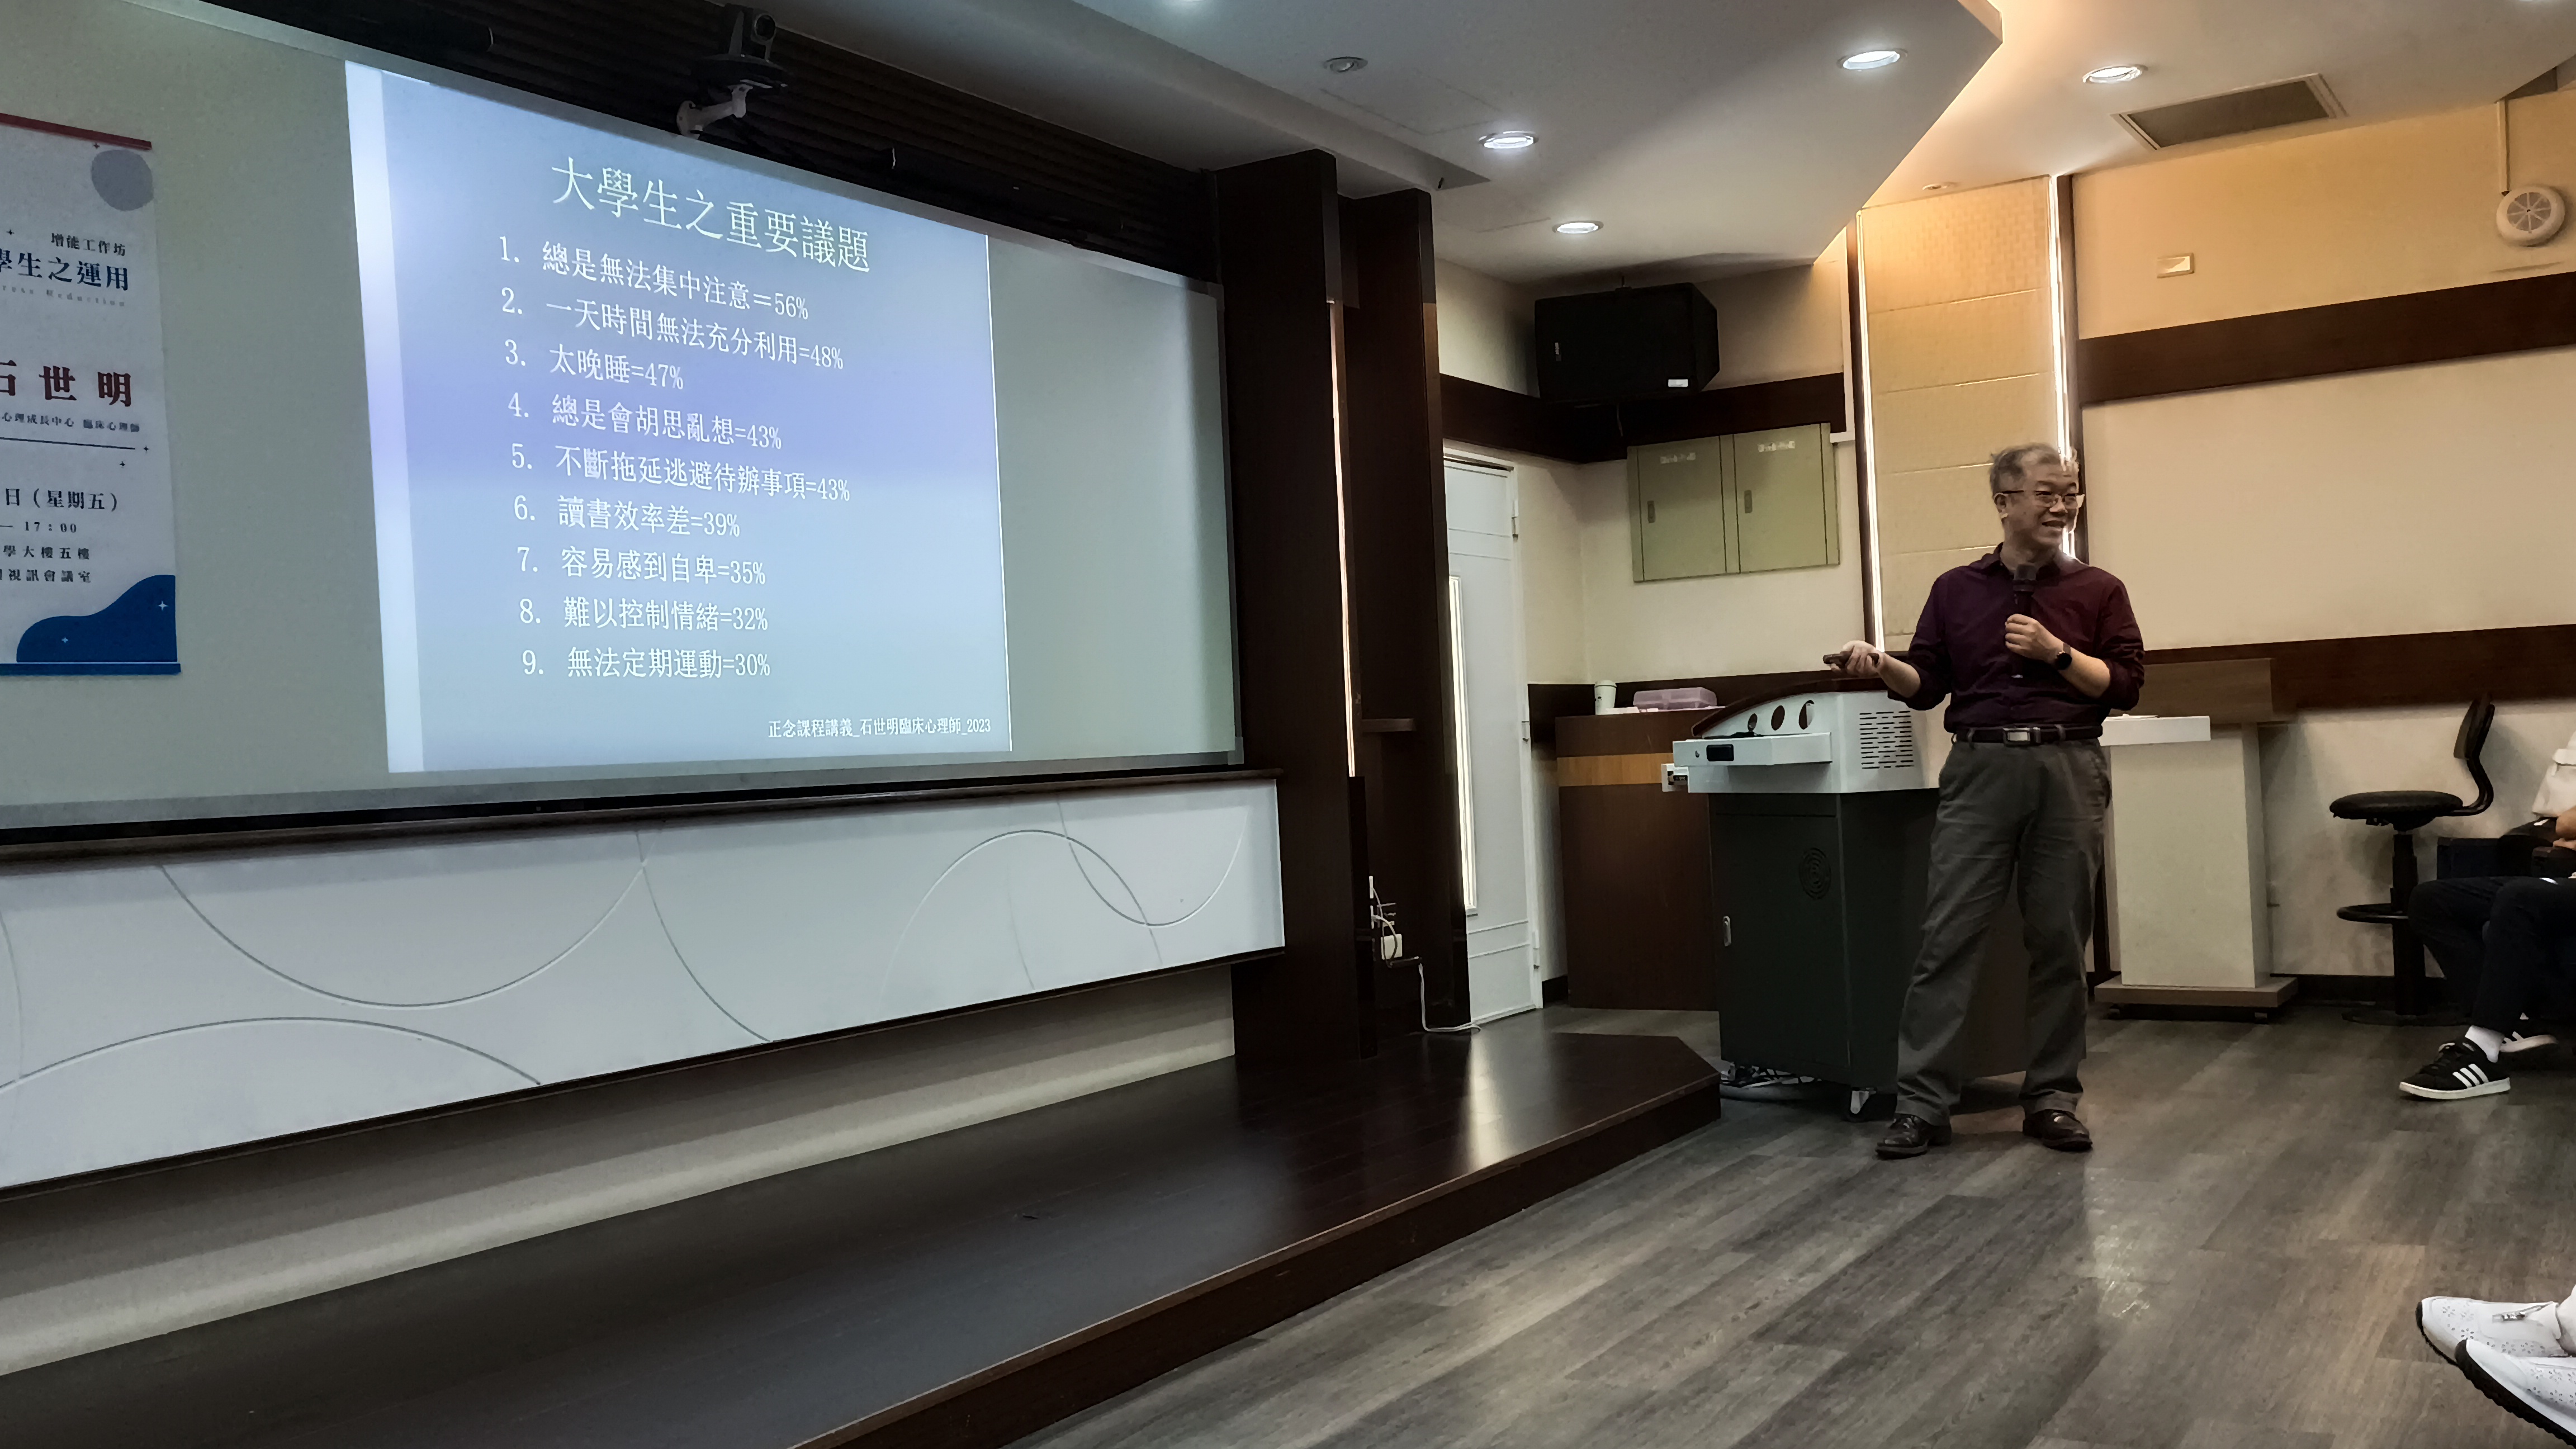 增能工作坊
學生之運用
石世明
心理成長中心 臨床心理師
日（星期五）
— 17：00
學大樓五樓
視訊會議室
大學生之重要議題
1. 總是無法集中注意＝56%
2. 一天時間無法充分利用=48%
3. 太晚睡=47%
4. 總是會胡思亂想=43%
5. 不斷拖延逃避待辦事項=43%
6. 讀書效率差=39%
7. 容易感到自卑=35%
8. 難以控制情緒=32%
9. 無法定期運動=30%
正念課程講義_石世明臨床心理師_2023